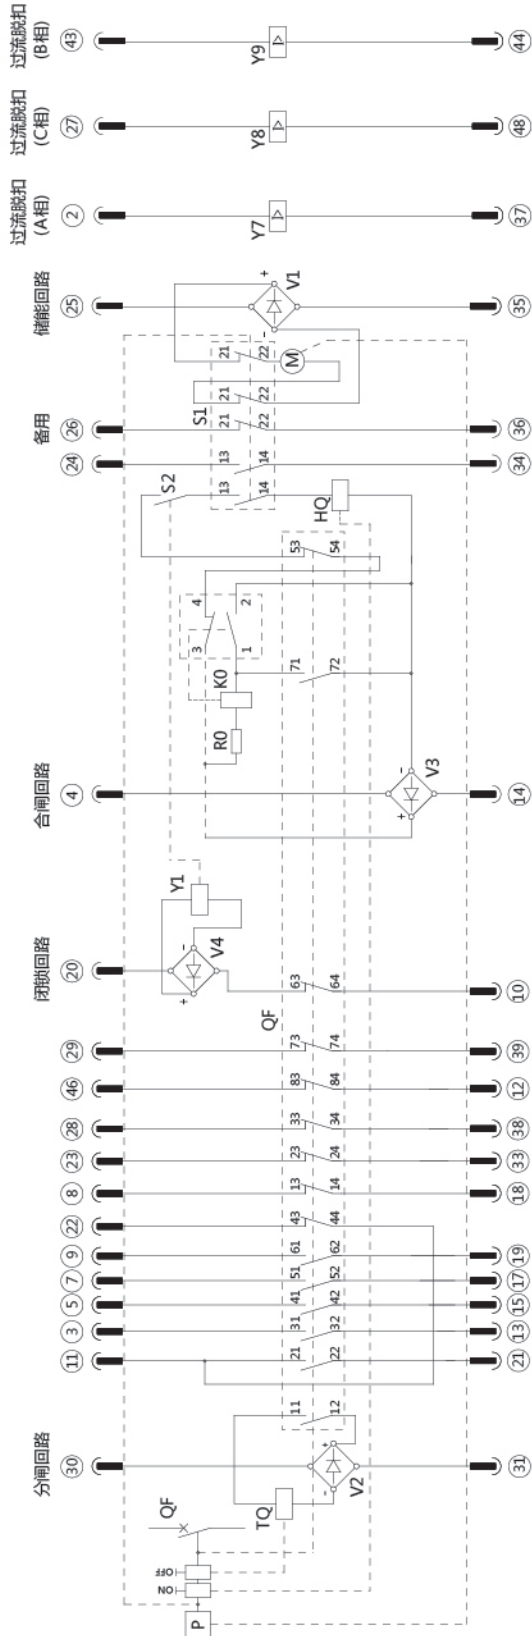 分闸回路
闭锁回路
合闸回路
备用
储能回路
过流脱扣
(A相)
过流脱扣
(C相)
过流脱扣
(B相)
30 11 3 5 7 9 22 8 23 28 46 29 20 4 24 26 25 2 27 43
P
ON
OFF
QF
TQ
V2
+
-
11
12
QF
21 31 41 51 61 43 13 23 33 83 73 63
22 32 42 52 62 44 14 24 34 84 74 64
Y1
V4
+
-
R0
K0
3 4
1 2
71
72
53
54
V3
+
-
S2
HQ
S1
13 13 21 21 21
14 14 22 22 22
M
V1
-
+
Y7
Y8
Y9
31 21 13 15 17 19 18 33 38 12 39 10 14 34 36 35 37 48 44